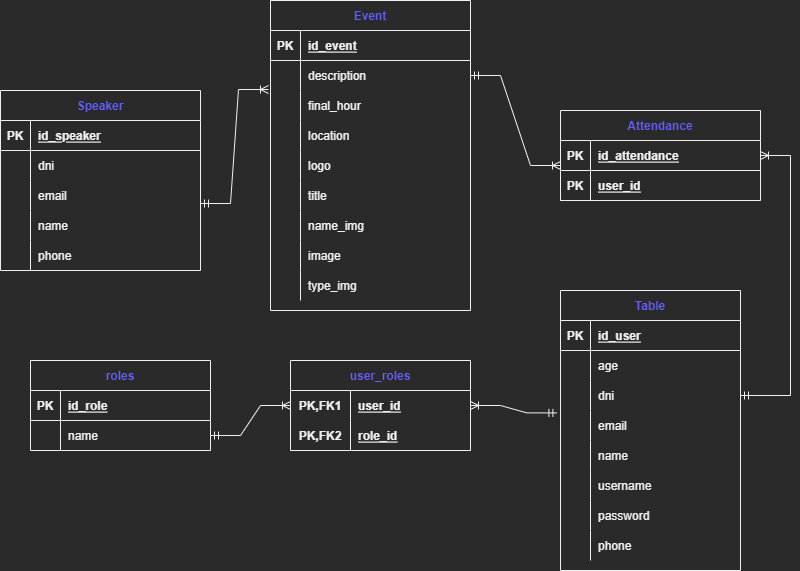 Event
PK id_event
description
final_hour
location
logo
title
name_img
image
type_img
Speaker
PK id_speaker
dni
email
name
phone
Attendance
PK id_attendance
PK user_id
Table
PK id_user
age
dni
email
name
username
password
phone
roles
PK id_role
name
user_roles
PK,FK1 user_id
PK,FK2 role_id